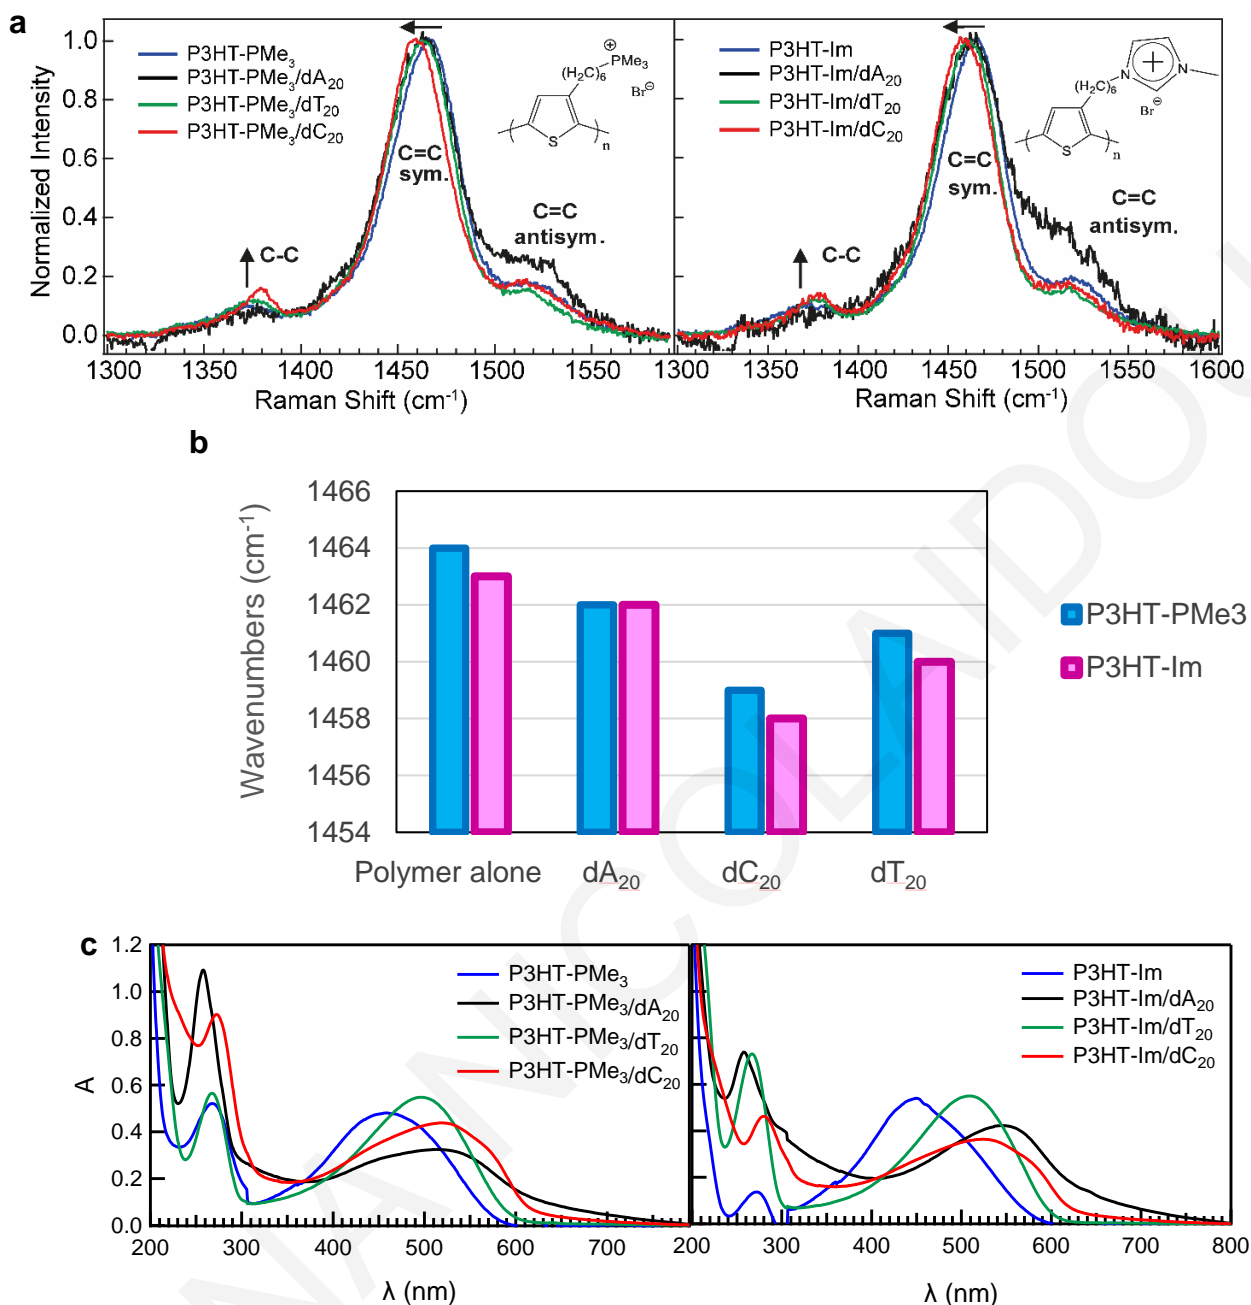 a
P3HT-PMe3
P3HT-PMe3/dA20
P3HT-PMe3/dT20
P3HT-PMe3/dC20
⊕
PMe3
(H2C)6
Br⊖
S
n
C=C
sym.
C=C
antisym.
C-C
Normalized Intensity
1.0
0.8
0.6
0.4
0.2
0.0
1300
1350
1400
1450
1500
1550
Raman Shift (cm-1)
P3HT-Im
P3HT-Im/dA20
P3HT-Im/dT20
P3HT-Im/dC20
N
+
N
(H2C)6
Br⊖
S
n
C=C
sym.
C=C
antisym.
C-C
1300
1350
1400
1450
1500
1550
1600
Raman Shift (cm-1)
b
Wavenumbers (cm-1)
1466
1464
1462
1460
1458
1456
1454
Polymer alone
dA20
dC20
dT20
P3HT-PMe3
P3HT-Im
c
A
1.2
1.0
0.8
0.6
0.4
0.2
0.0
P3HT-PMe3
P3HT-PMe3/dA20
P3HT-PMe3/dT20
P3HT-PMe3/dC20
200
300
400
500
600
700
λ (nm)
P3HT-Im
P3HT-Im/dA20
P3HT-Im/dT20
P3HT-Im/dC20
200
300
400
500
600
700
800
λ (nm)